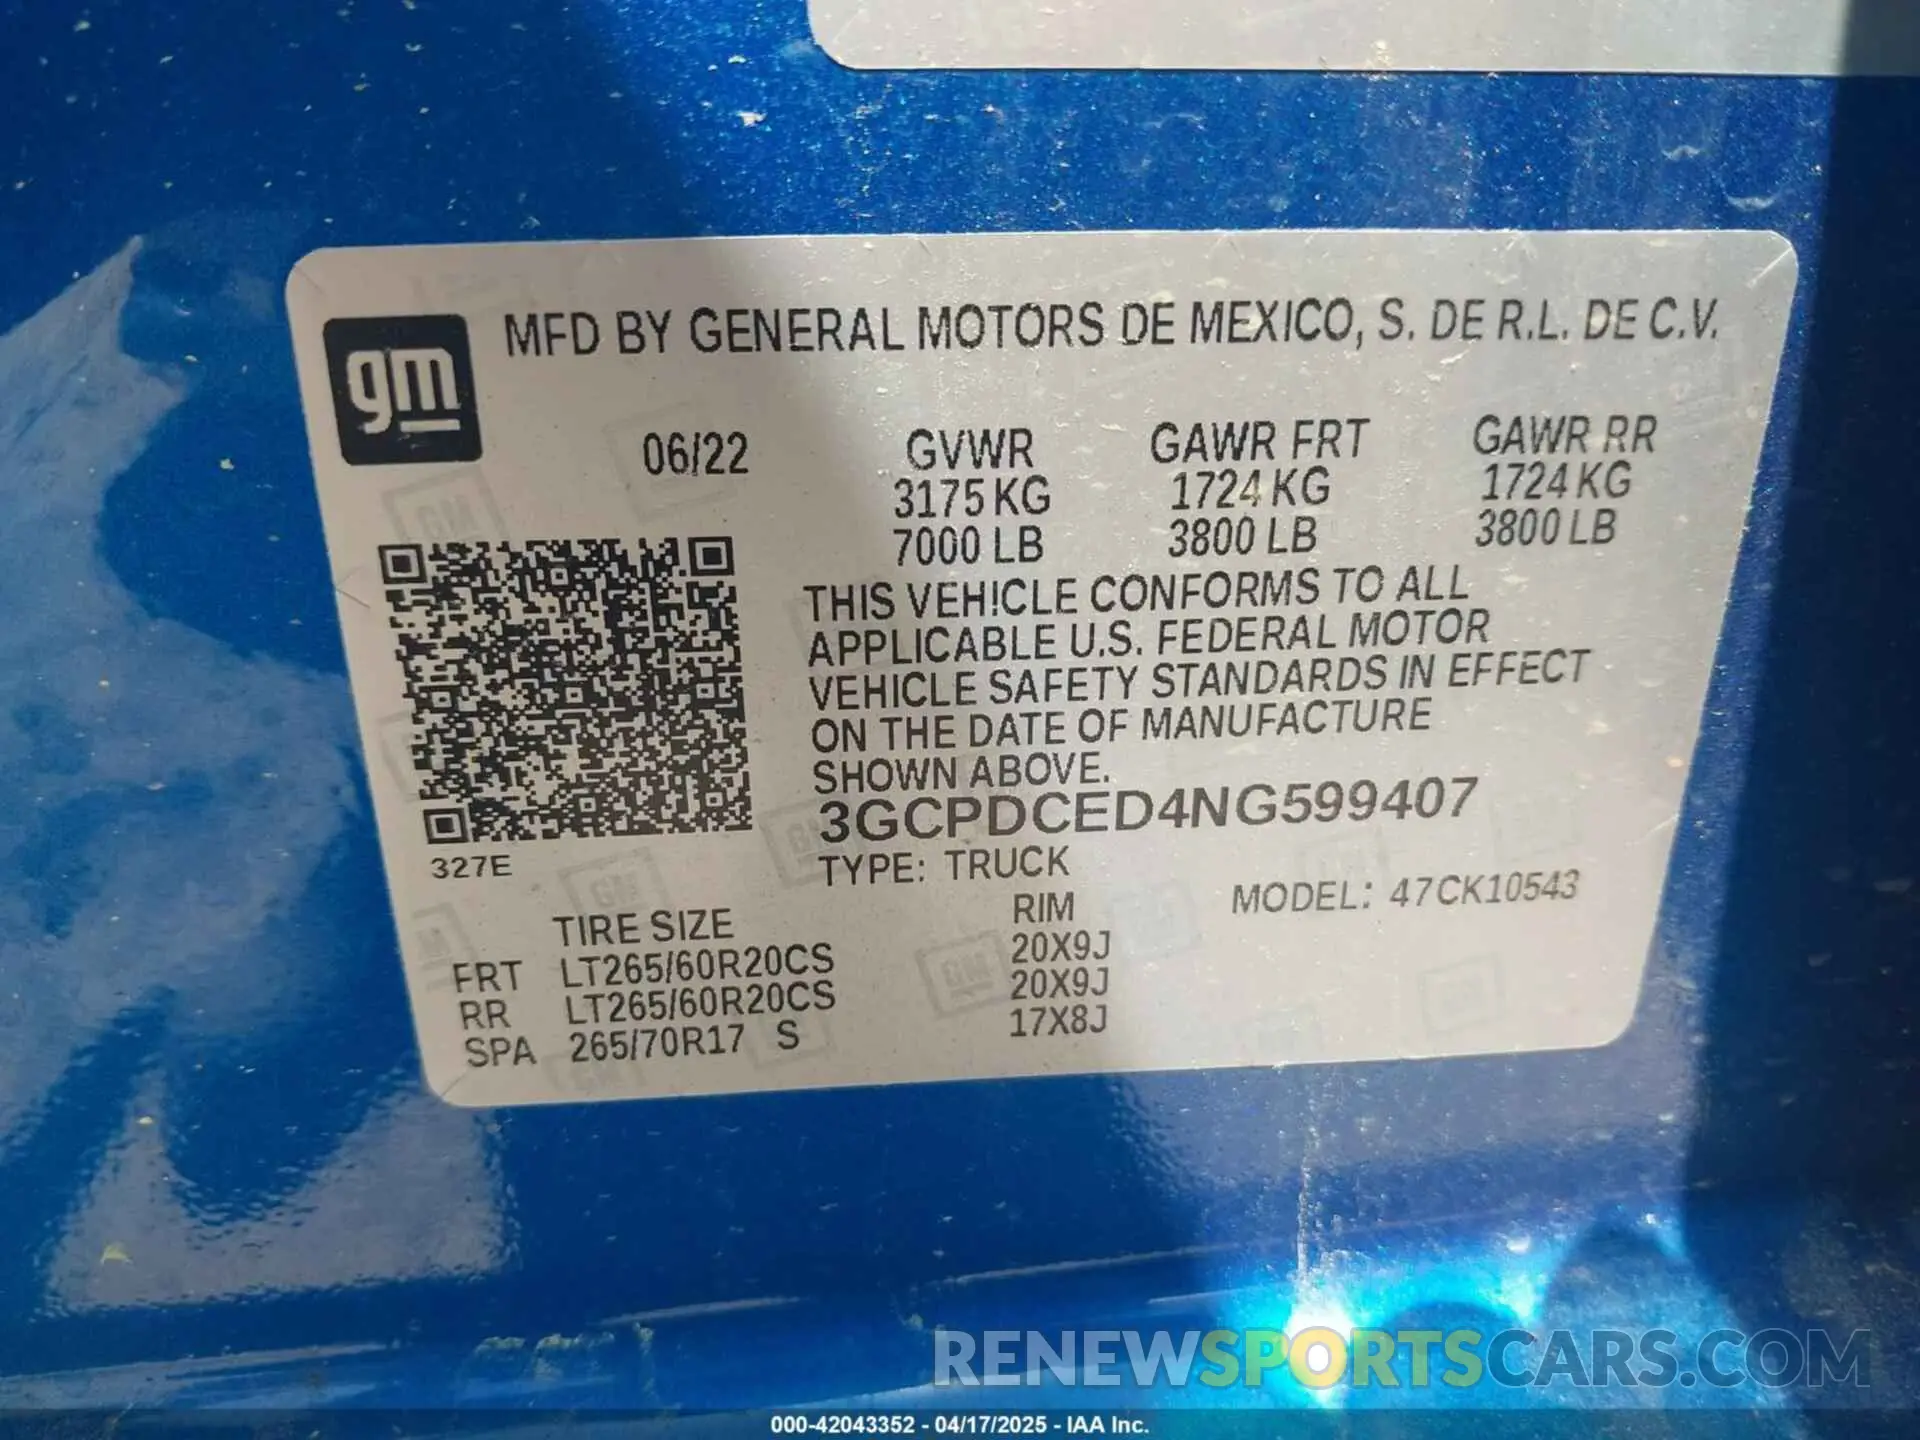 MFD BY GENERAL MOTORS DE MEXICO, S. DE R.L. DE C.V.
gm
06/22
GVWR GAWR FRT GAWR RR
3175 KG 1724 KG 1724 KG
7000 LB 3800 LB 3800 LB
THIS VEHICLE CONFORMS TO ALL
APPLICABLE U.S. FEDERAL MOTOR
VEHICLE SAFETY STANDARDS IN EFFECT
ON THE DATE OF MANUFACTURE
SHOWN ABOVE.
3GCPDCED4NG599407
327E
TYPE: TRUCK
MODEL: 47CK10543
TIRE SIZE RIM
FRT LT265/60R20CS 20X9J
RR LT265/60R20CS 20X9J
SPA 265/70R17 S 17X8J
RENEWSPORTSCARS.COM
000-42043352 - 04/17/2025 - IAA Inc.